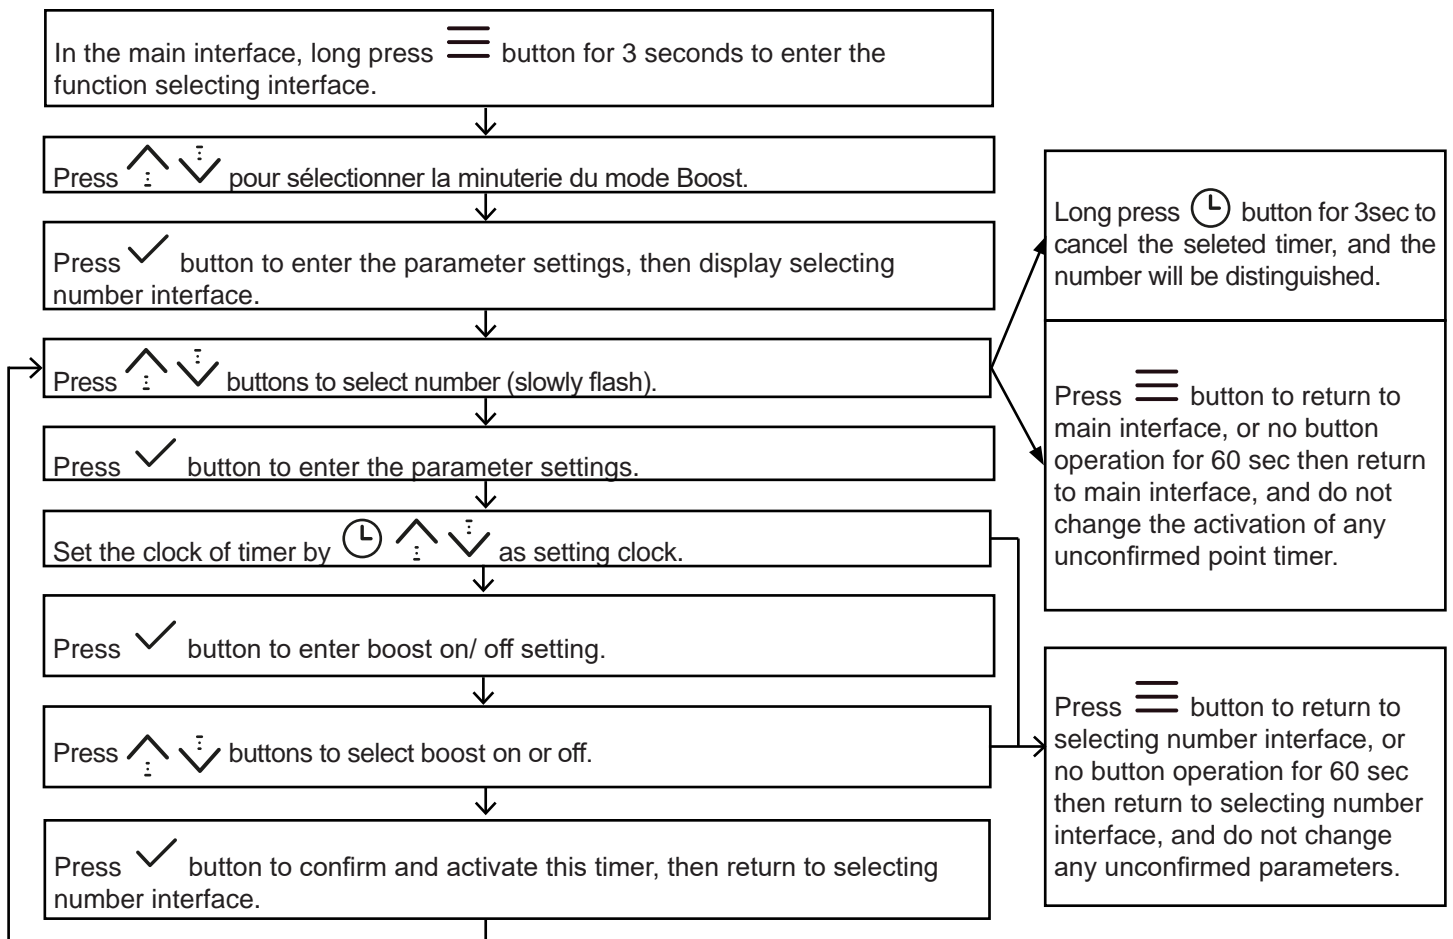 In the main interface, long press button for 3 seconds to enter the
function selecting interface.
Press pour sélectionner la minuterie du mode Boost.
Press button to enter the parameter settings, then display selecting
number interface.
Press buttons to select number (slowly flash).
Press button to enter the parameter settings.
Set the clock of timer by as setting clock.
Press button to enter boost on/ off setting.
Press buttons to select boost on or off.
Press button to confirm and activate this timer, then return to selecting
number interface.
Long press button for 3sec to
cancel the seleted timer, and the
number will be distinguished.
Press button to return to
main interface, or no button
operation for 60 sec then return
to main interface, and do not
change the activation of any
unconfirmed point timer.
Press button to return to
selecting number interface, or
no button operation for 60 sec
then return to selecting number
interface, and do not change
any unconfirmed parameters.